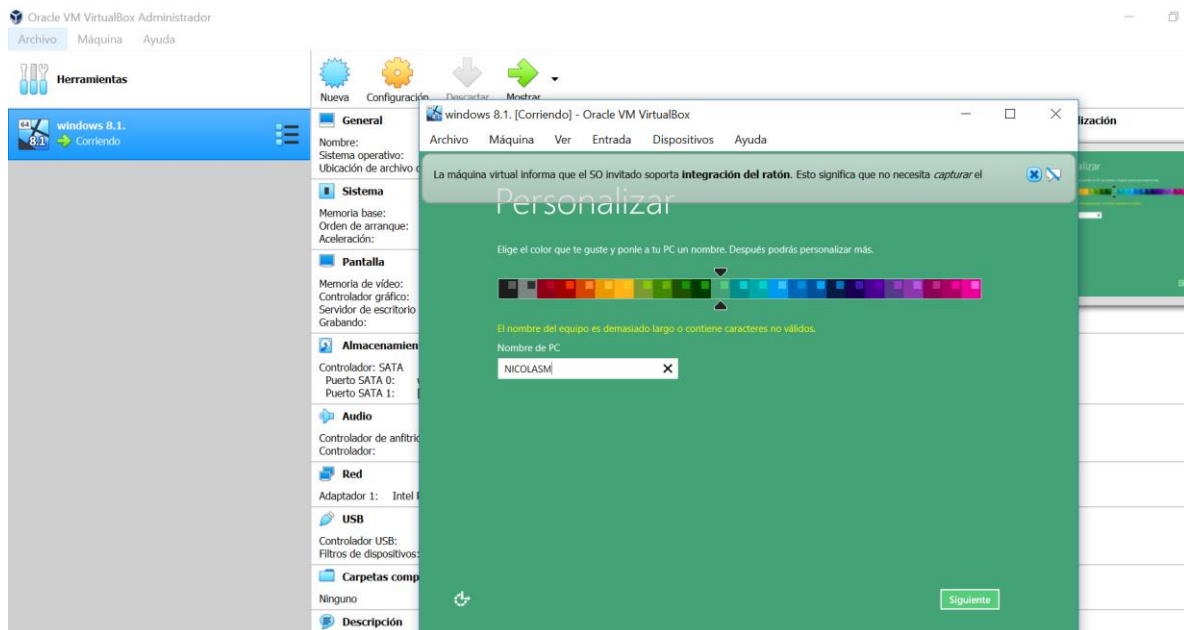 Oracle VM VirtualBox Administrador
Archivo Máquina Ayuda
Herramientas
Nueva Configuración Descartar Mostrar
64
8.1
windows 8.1.
Corriendo
General
Nombre:
Sistema operativo:
Ubicación de archivo
Sistema
Memoria base:
Orden de arranque:
Aceleración:
Pantalla
Memoria de vídeo:
Controlador gráfico:
Servidor de escritorio
Grabando:
Almacenamien
Controlador: SATA
Puerto SATA 0:
Puerto SATA 1:
Audio
Controlador de anfitrió
Controlador:
Red
Adaptador 1: Intel
USB
Controlador USB:
Filtros de dispositivos:
Carpetas comp
Ninguno
Descripción
windows 8.1. [Corriendo] - Oracle VM VirtualBox
Archivo Máquina Ver Entrada Dispositivos Ayuda
La máquina virtual informa que el SO invitado soporta integración del ratón. Esto significa que no necesita capturar el
Personalizar
Elige el color que te guste y ponle a tu PC un nombre. Después podrás personalizar más.
El nombre del equipo es demasiado largo o contiene caracteres no válidos.
Nombre de PC
NICOLASM
Siguiente
lización
alizar